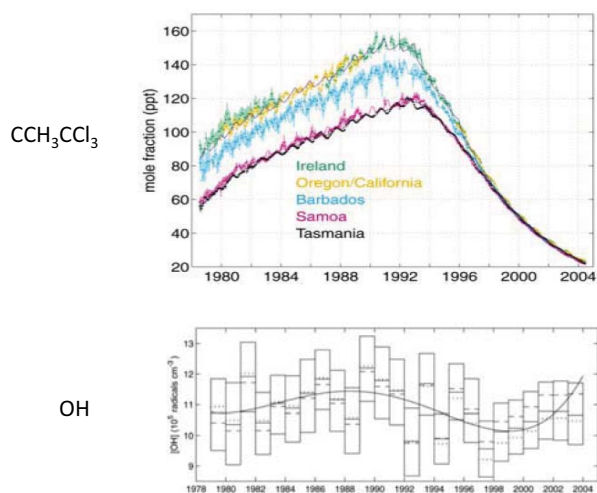 160
140
120
100
80
60
40
20
mole fraction (ppt)
CCH₃CCl₃
Ireland
Oregon/California
Barbados
Samoa
Tasmania
1980 1984 1988 1992 1996 2000 2004
13
12
11
10
9
[OH] (10⁵ radicals cm⁻³)
OH
1978 1980 1982 1984 1986 1988 1990 1992 1994 1996 1998 2000 2002 2004